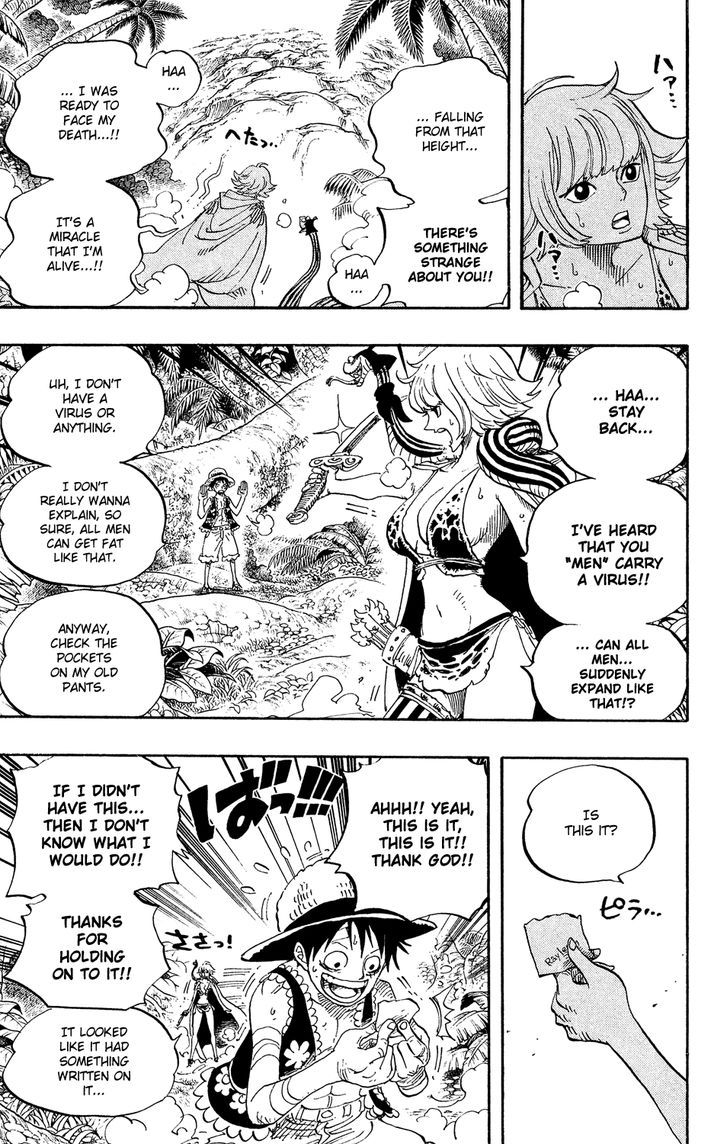 ハァ…
ハァ…
... FALLING
FROM THAT
HEIGHT...
THERE'S
SOMETHING
STRANGE
ABOUT YOU!!
HAA
...
HAA
...
へたっ..
... I WAS
READY TO
FACE MY
DEATH...!!
IT'S A
MIRACLE
THAT I'M
ALIVE...!!
... HAA...
STAY
BACK...
I'VE HEARD
THAT YOU
"MEN" CARRY
A VIRUS!!
... CAN ALL
MEN...
SUDDENLY
EXPAND LIKE
THAT!?
UH, I DON'T
HAVE A
VIRUS OR
ANYTHING.
I DON'T
REALLY WANNA
EXPLAIN, SO
SURE, ALL MEN
CAN GET FAT
LIKE THAT.
ANYWAY,
CHECK THE
POCKETS
ON MY OLD
PANTS.
IS
THIS IT?
ピラ…
AHHH!! YEAH,
THIS IS IT,
THIS IS IT!!
THANK GOD!!
ばっ!!!
ささっ!
IF I DIDN'T
HAVE THIS...
THEN I DON'T
KNOW WHAT I
WOULD DO!!
THANKS
FOR
HOLDING
ON TO IT!!
IT LOOKED
LIKE IT HAD
SOMETHING
WRITTEN ON
IT...